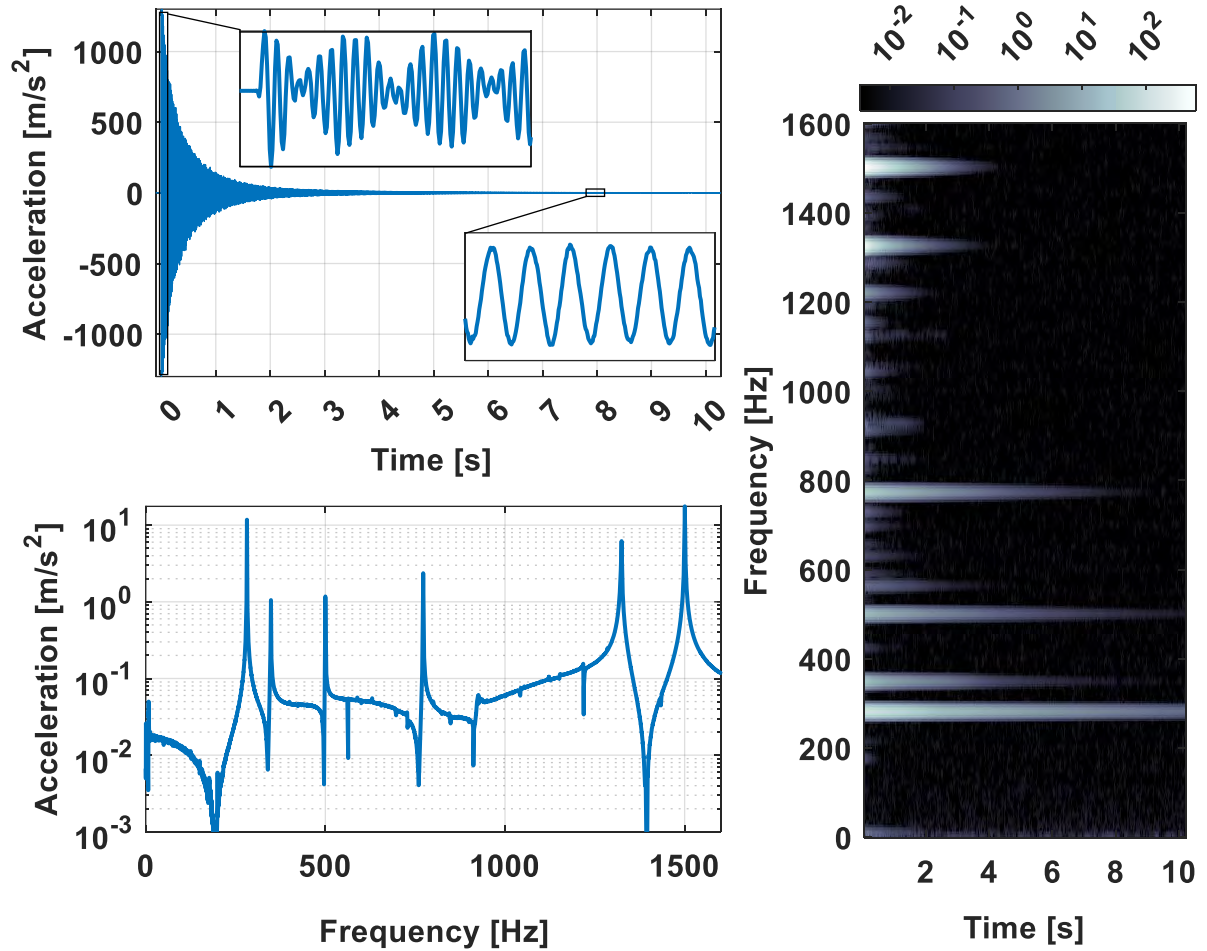 Acceleration [m/s²]
1000
500
0
-500
-1000
0 1 2 3 4 5 6 7 8 9 10
Time [s]
Acceleration [m/s²]
10¹
10⁰
10⁻¹
10⁻²
10⁻³
0 500 1000 1500
Frequency [Hz]
10⁻² 10⁻¹ 10⁰ 10¹ 10²
Frequency [Hz]
1600
1400
1200
1000
800
600
400
200
0
2 4 6 8 10
Time [s]